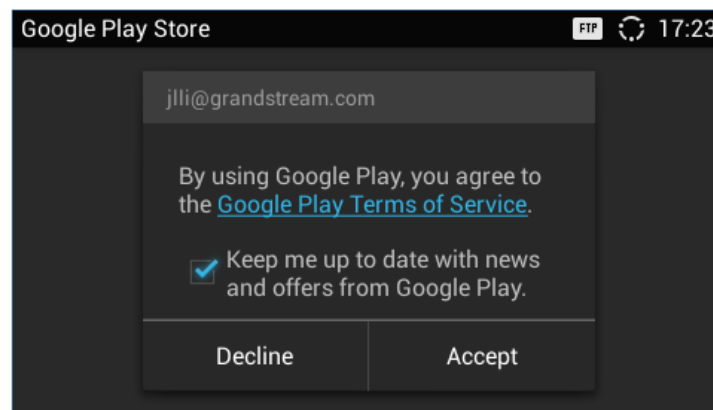 Google Play Store FTP 17:23
jlli@grandstream.com
By using Google Play, you agree to
the Google Play Terms of Service.
Keep me up to date with news
and offers from Google Play.
Decline Accept